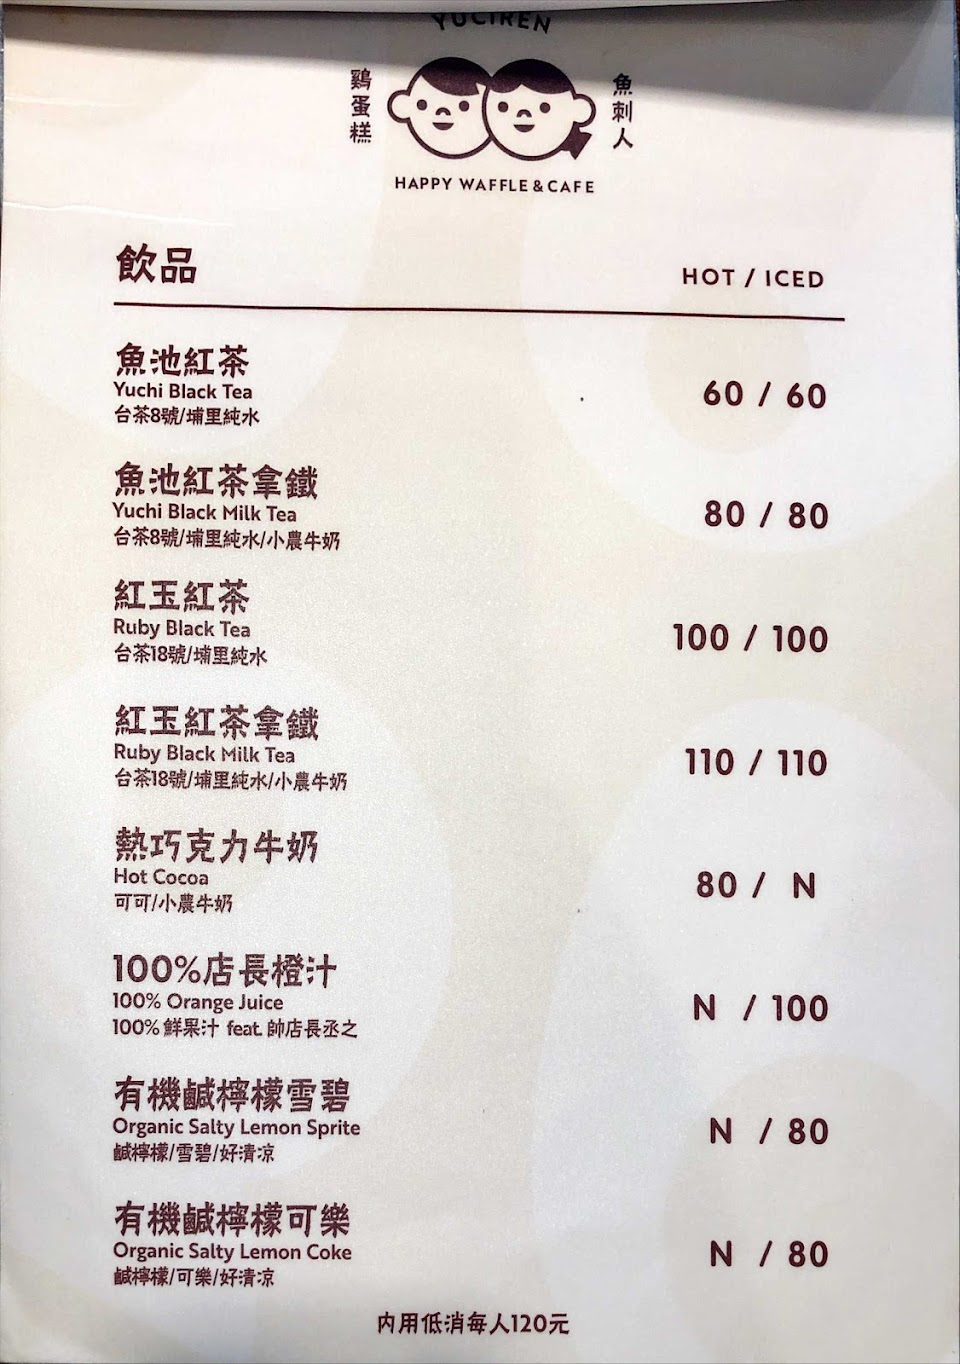 YUCIREN
鷄蛋糕
魚刺人
HAPPY WAFFLE & CAFE
飲品
HOT / ICED
魚池紅茶
Yuchi Black Tea
台茶8號/埔里純水
60 / 60
魚池紅茶拿鐵
Yuchi Black Milk Tea
台茶8號/埔里純水/小農牛奶
80 / 80
紅玉紅茶
Ruby Black Tea
台茶18號/埔里純水
100 / 100
紅玉紅茶拿鐵
Ruby Black Milk Tea
台茶18號/埔里純水/小農牛奶
110 / 110
熱巧克力牛奶
Hot Cocoa
可可/小農牛奶
80 / N
100%店長橙汁
100% Orange Juice
100% 鮮果汁 feat. 帥店長丞之
N / 100
有機鹹檸檬雪碧
Organic Salty Lemon Sprite
鹹檸檬/雪碧/好清凉
N / 80
有機鹹檸檬可樂
Organic Salty Lemon Coke
鹹檸檬/可樂/好清凉
N / 80
内用低消每人120元